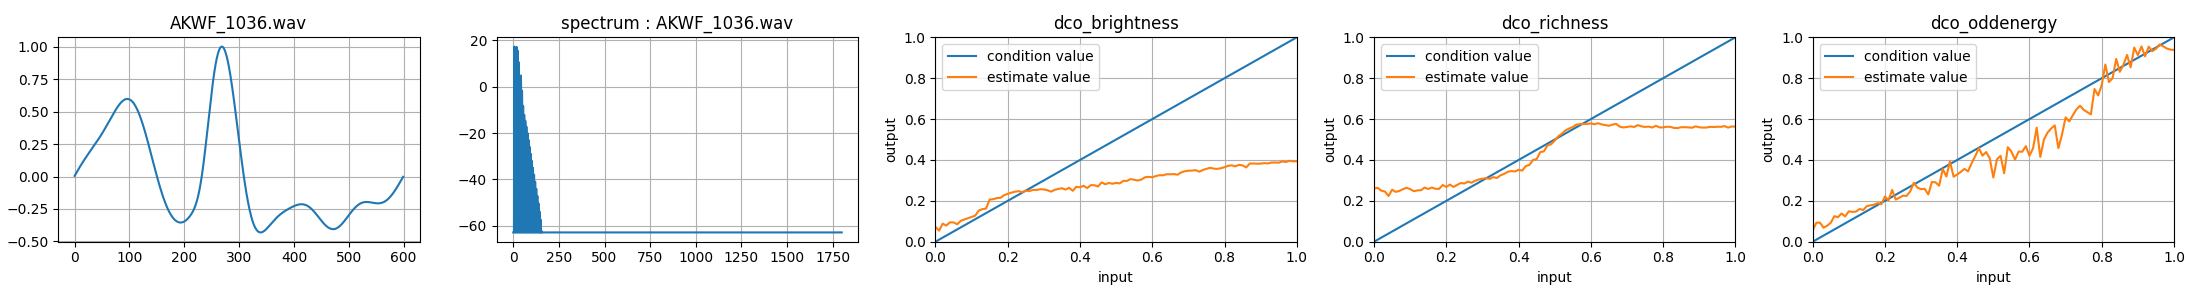 AKWF_1036.wav
1.00
0.75
0.50
0.25
0.00
−0.25
−0.50
0 100 200 300 400 500 600
spectrum : AKWF_1036.wav
20
0
−20
−40
−60
0 250 500 750 1000 1250 1500 1750
dco_brightness
condition value
estimate value
output
1.0
0.8
0.6
0.4
0.2
0.0
0.0 0.2 0.4 0.6 0.8 1.0
input
dco_richness
condition value
estimate value
output
1.0
0.8
0.6
0.4
0.2
0.0
0.0 0.2 0.4 0.6 0.8 1.0
input
dco_oddenergy
condition value
estimate value
output
1.0
0.8
0.6
0.4
0.2
0.0
0.0 0.2 0.4 0.6 0.8 1.0
input